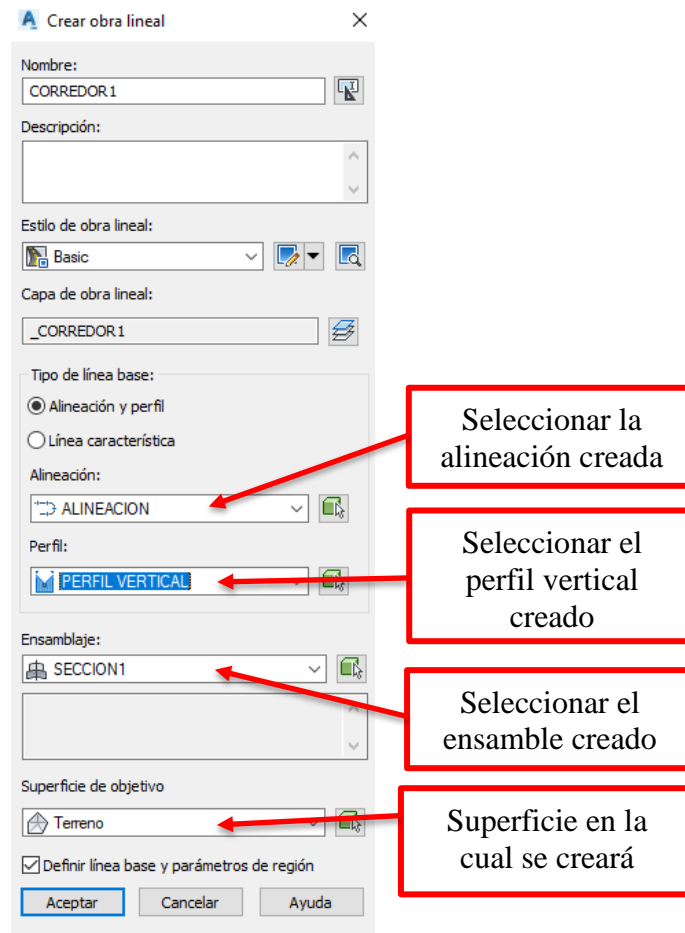 Crear obra lineal
Nombre:
CORREDOR1
Descripción:
Estilo de obra lineal:
Basic
Capa de obra lineal:
_CORREDOR1
Tipo de línea base:
Alineación y perfil
Línea característica
Alineación:
ALINEACION
Perfil:
PERFIL VERTICAL
Ensamblaje:
SECCION1
Superficie de objetivo
Terreno
Definir línea base y parámetros de región
Aceptar Cancelar Ayuda
Seleccionar la
alineación creada
Seleccionar el
perfil vertical
creado
Seleccionar el
ensamble creado
Superficie en la
cual se creará